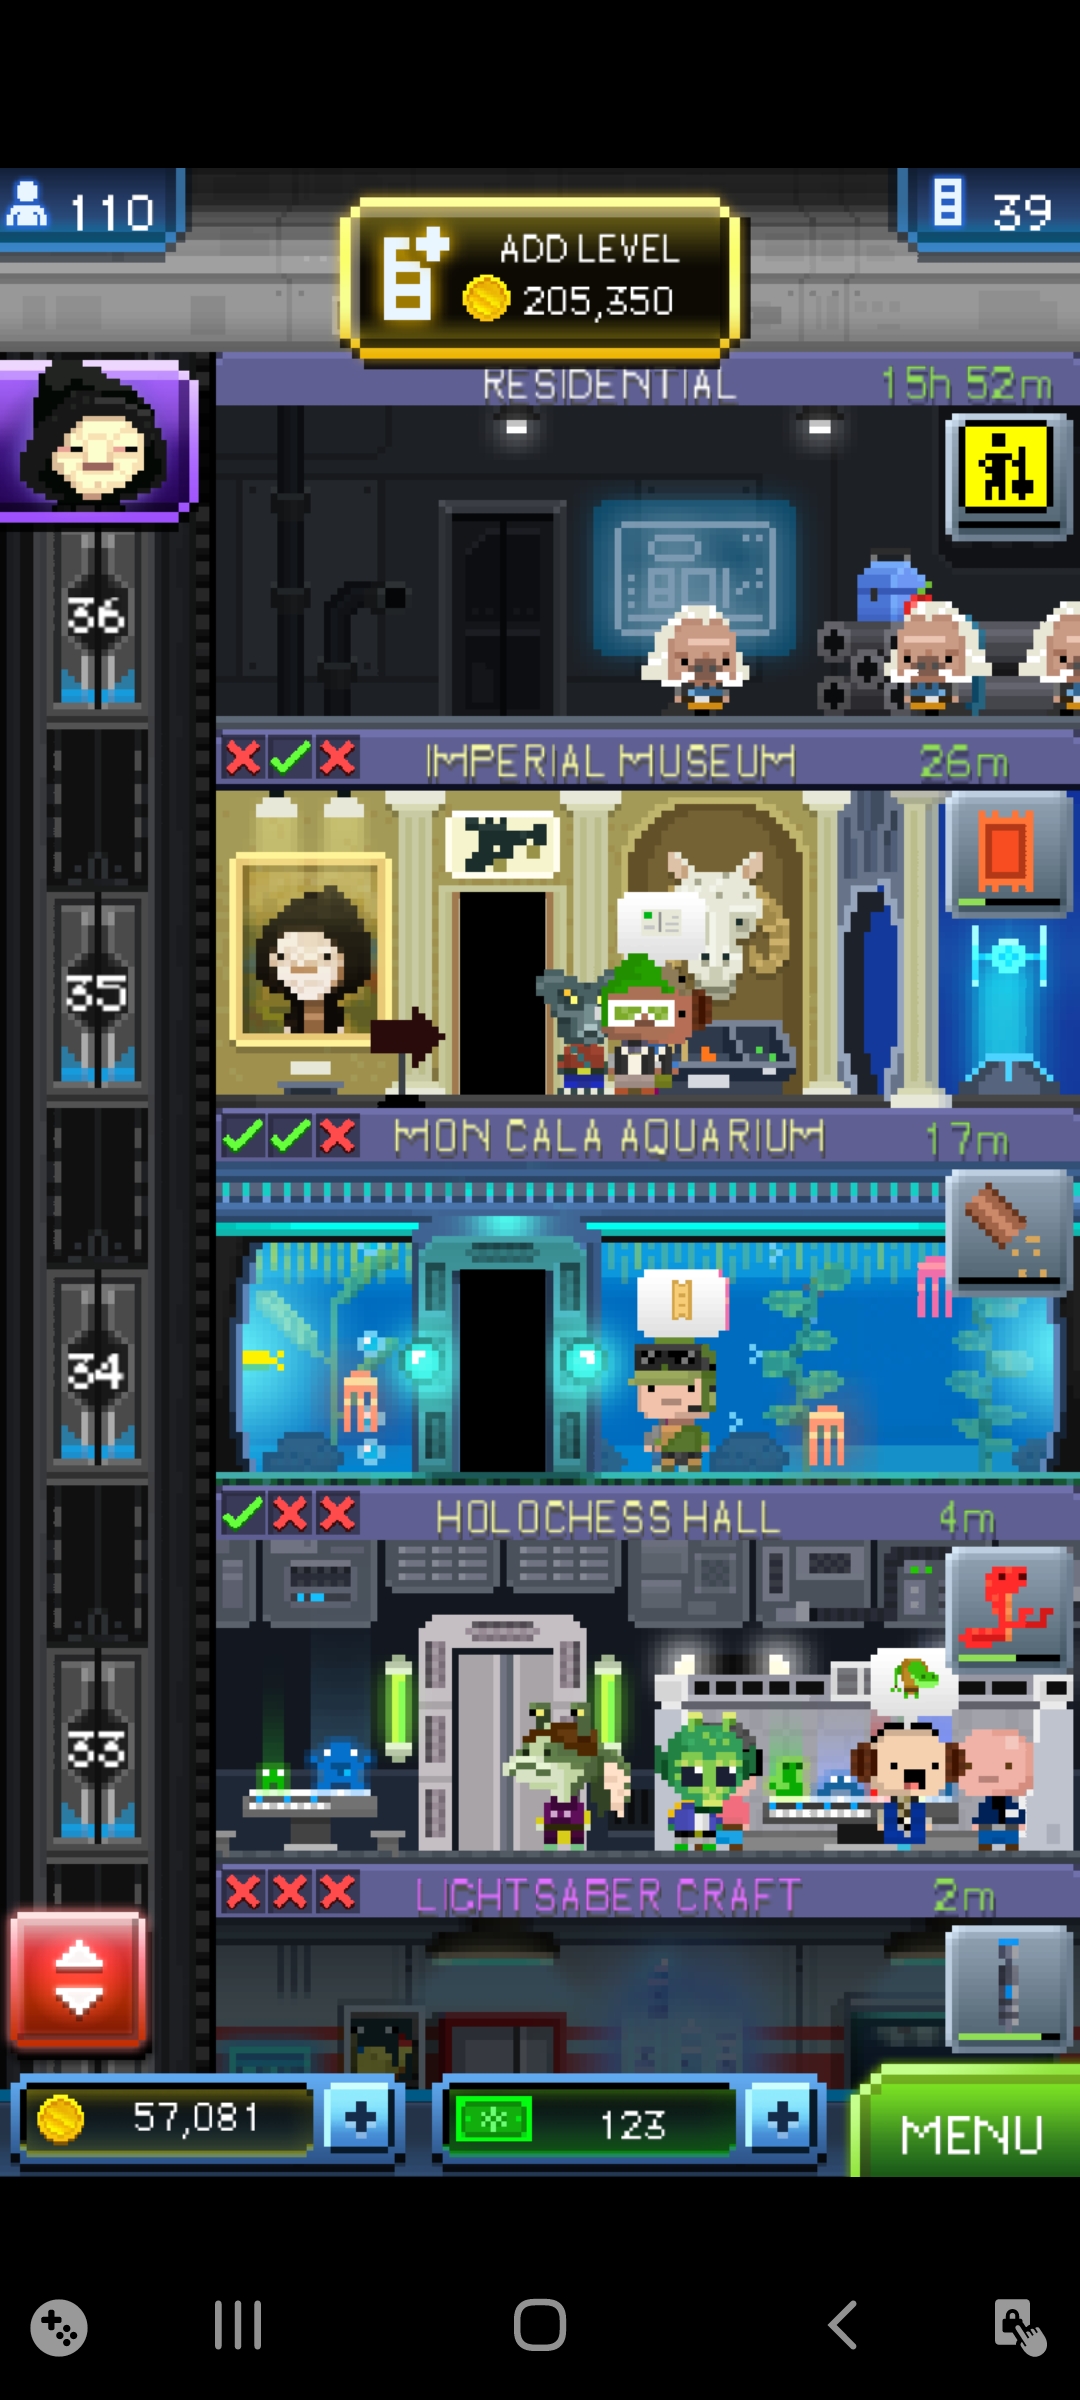 110
ADD LEVEL
205,350
39
RESIDENTIAL 15h 52m
36
IMPERIAL MUSEUM 26m
35
MON CALA AQUARIUM 17m
34
HOLOCHESS HALL 4m
33
LIGHTSABER CRAFT 2m
57,081
123
MENU